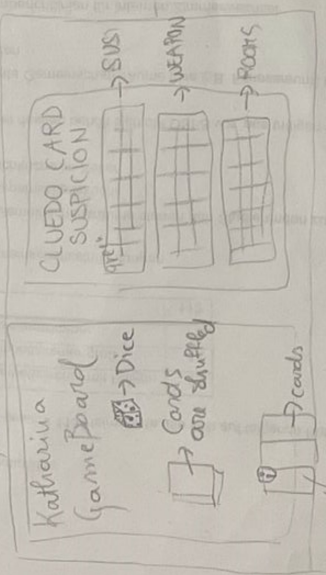 Katharina
GameBoard
→ Dice
→ Cards
are shuffled
→ cards
CLUEDO CARD
SUSPICION
→ SUS
→ WEAPON
→ ROOMS